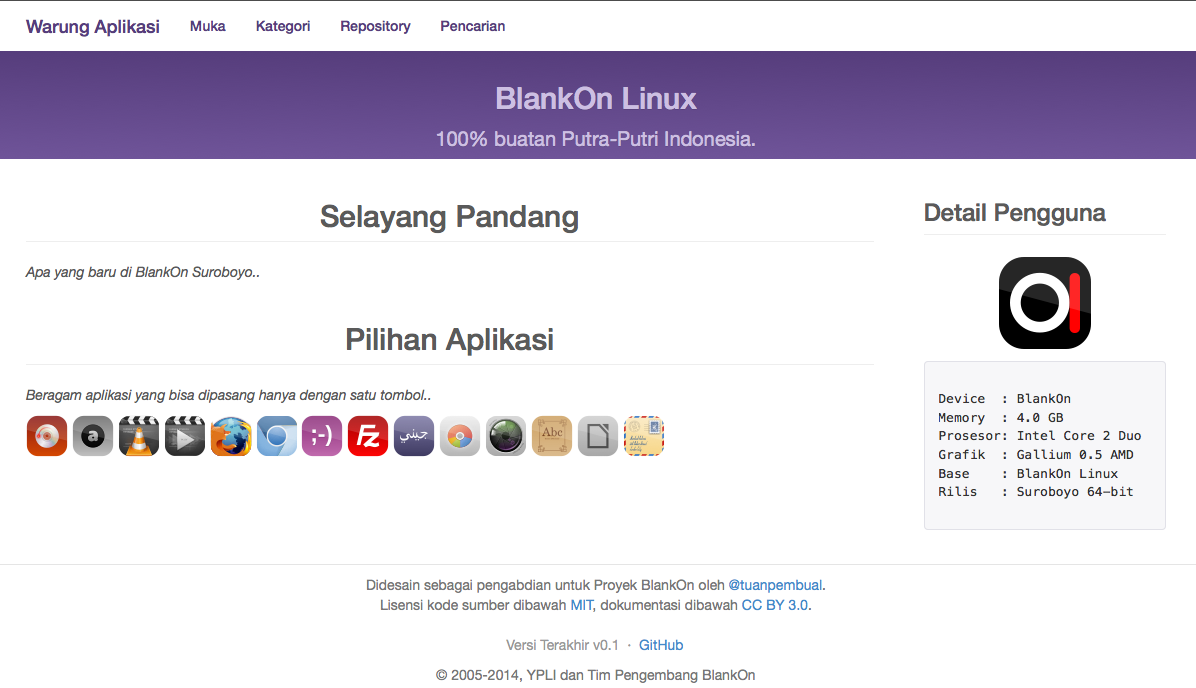 Warung Aplikasi Muka Kategori Repository Pencarian
BlankOn Linux
100% buatan Putra-Putri Indonesia.
Selayang Pandang
Apa yang baru di BlankOn Suroboyo..
Pilihan Aplikasi
Beragam aplikasi yang bisa dipasang hanya dengan satu tombol..
a
;-)
FZ
Abc
Detail Pengguna
Device : BlankOn
Memory : 4.0 GB
Prosesor: Intel Core 2 Duo
Grafik : Gallium 0.5 AMD
Base : BlankOn Linux
Rilis : Suroboyo 64-bit
Didesain sebagai pengabdian untuk Proyek BlankOn oleh @tuanpembual.
Lisensi kode sumber dibawah MIT, dokumentasi dibawah CC BY 3.0.
Versi Terakhir v0.1 · GitHub
© 2005-2014, YPLI dan Tim Pengembang BlankOn